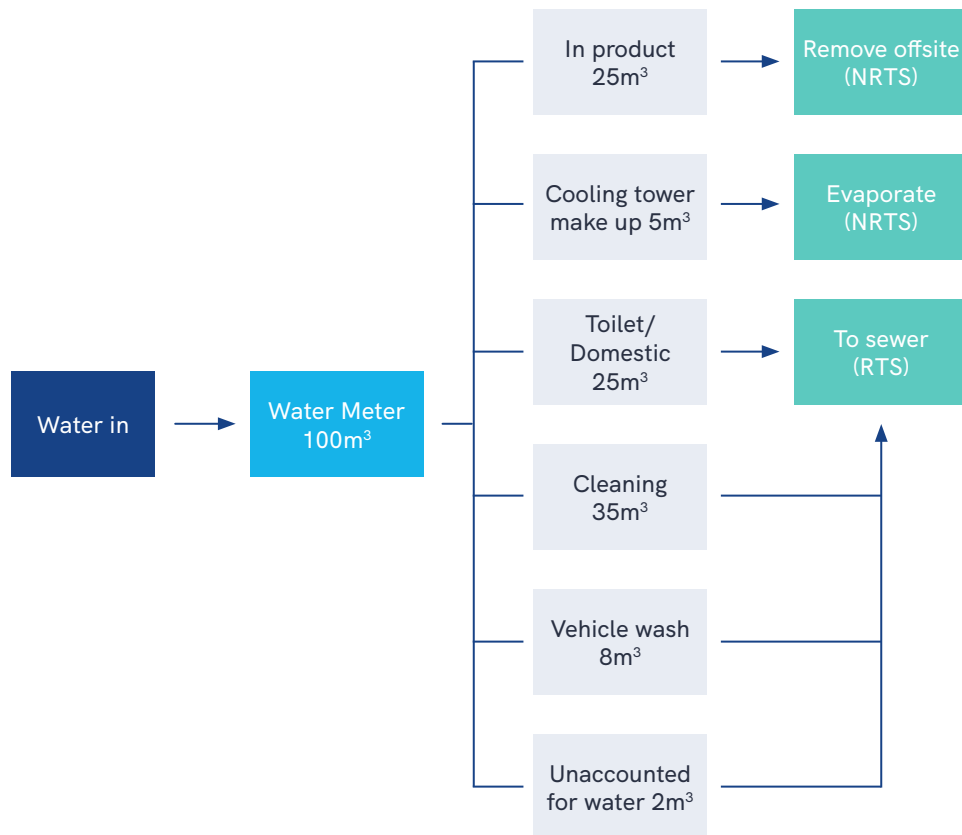 Water in
Water Meter
100m³
In product
25m³
Remove offsite
(NRTS)
Cooling tower
make up 5m³
Evaporate
(NRTS)
Toilet/
Domestic
25m³
To sewer
(RTS)
Cleaning
35m³
Vehicle wash
8m³
Unaccounted
for water 2m³